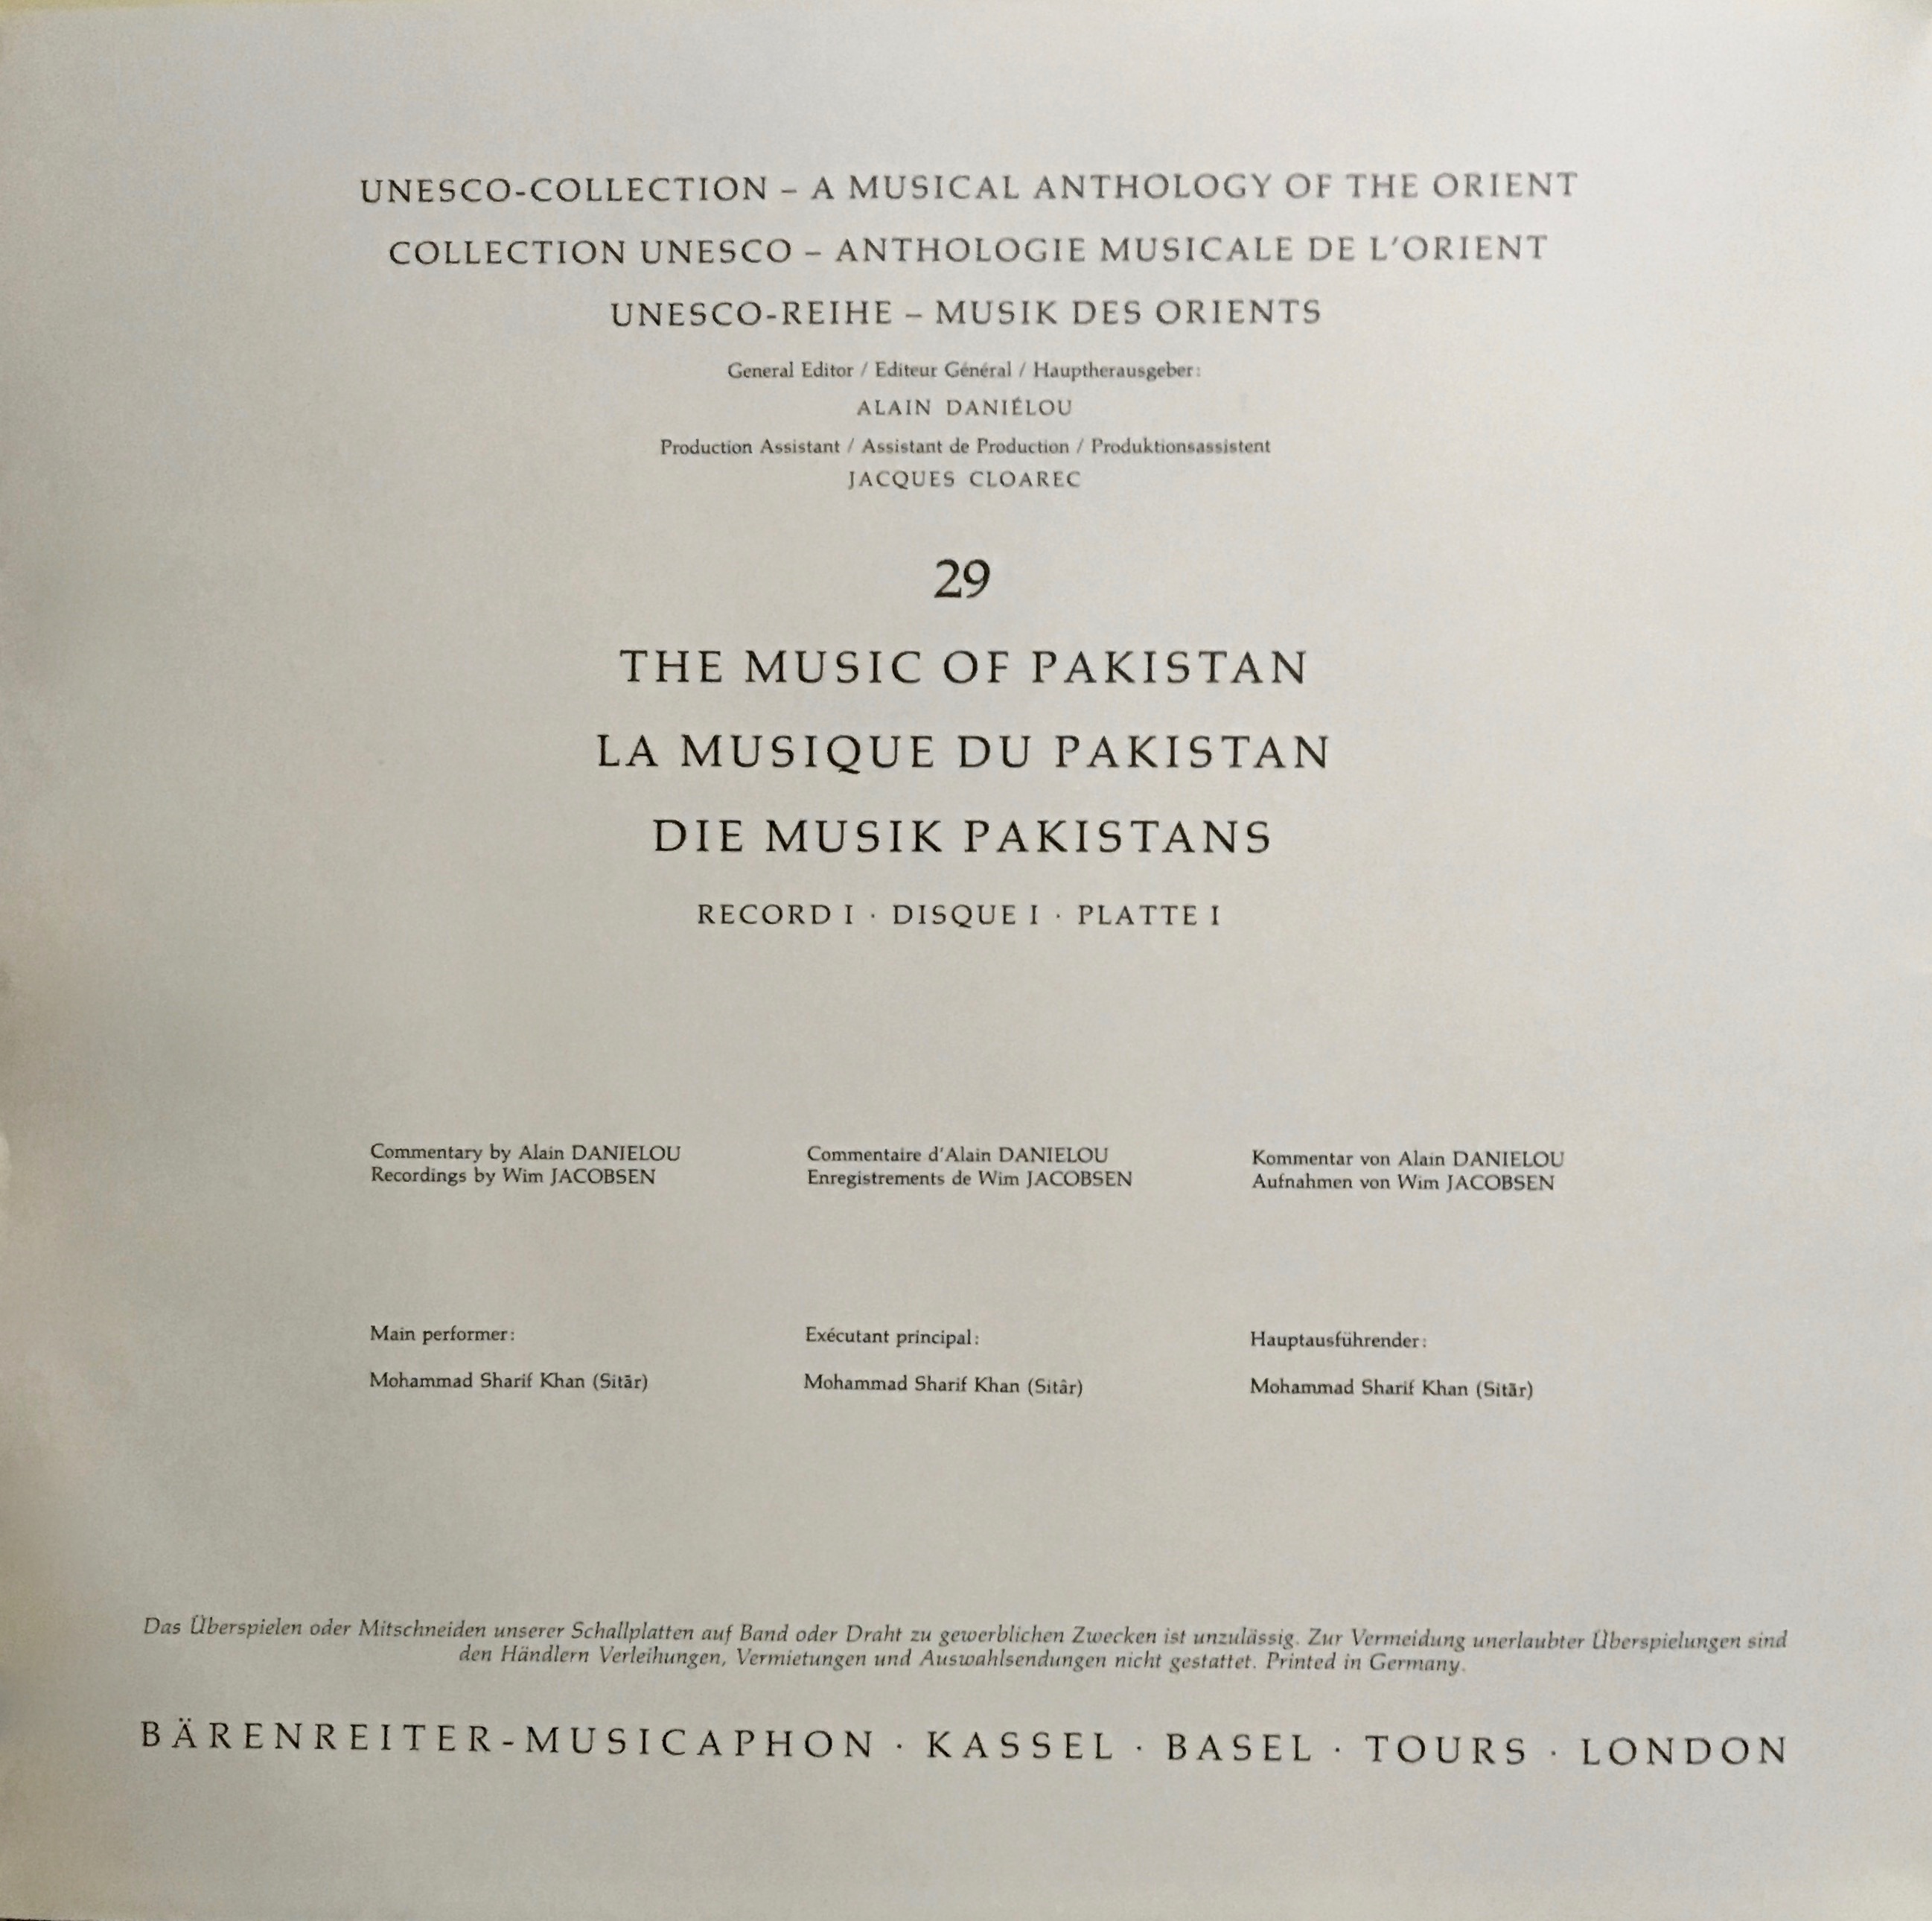 UNESCO-COLLECTION – A MUSICAL ANTHOLOGY OF THE ORIENT
COLLECTION UNESCO – ANTHOLOGIE MUSICALE DE L'ORIENT
UNESCO-REIHE – MUSIK DES ORIENTS
General Editor / Editeur Général / Hauptherausgeber:
ALAIN DANIÉLOU
Production Assistant / Assistant de Production / Produktionsassistent
JACQUES CLOAREC
29
THE MUSIC OF PAKISTAN
LA MUSIQUE DU PAKISTAN
DIE MUSIK PAKISTANS
RECORD I · DISQUE I · PLATTE I
Commentary by Alain DANIELOU
Recordings by Wim JACOBSEN
Commentaire d'Alain DANIELOU
Enregistrements de Wim JACOBSEN
Kommentar von Alain DANIELOU
Aufnahmen von Wim JACOBSEN
Main performer:
Mohammad Sharif Khan (Sitār)
Exécutant principal:
Mohammad Sharif Khan (Sitâr)
Hauptausführender:
Mohammad Sharif Khan (Sitār)
Das Überspielen oder Mitschneiden unserer Schallplatten auf Band oder Draht zu gewerblichen Zwecken ist unzulässig. Zur Vermeidung unerlaubter Überspielungen sind
den Händlern Verleihungen, Vermietungen und Auswahlsendungen nicht gestattet. Printed in Germany.
BÄRENREITER-MUSICAPHON · KASSEL · BASEL · TOURS · LONDON